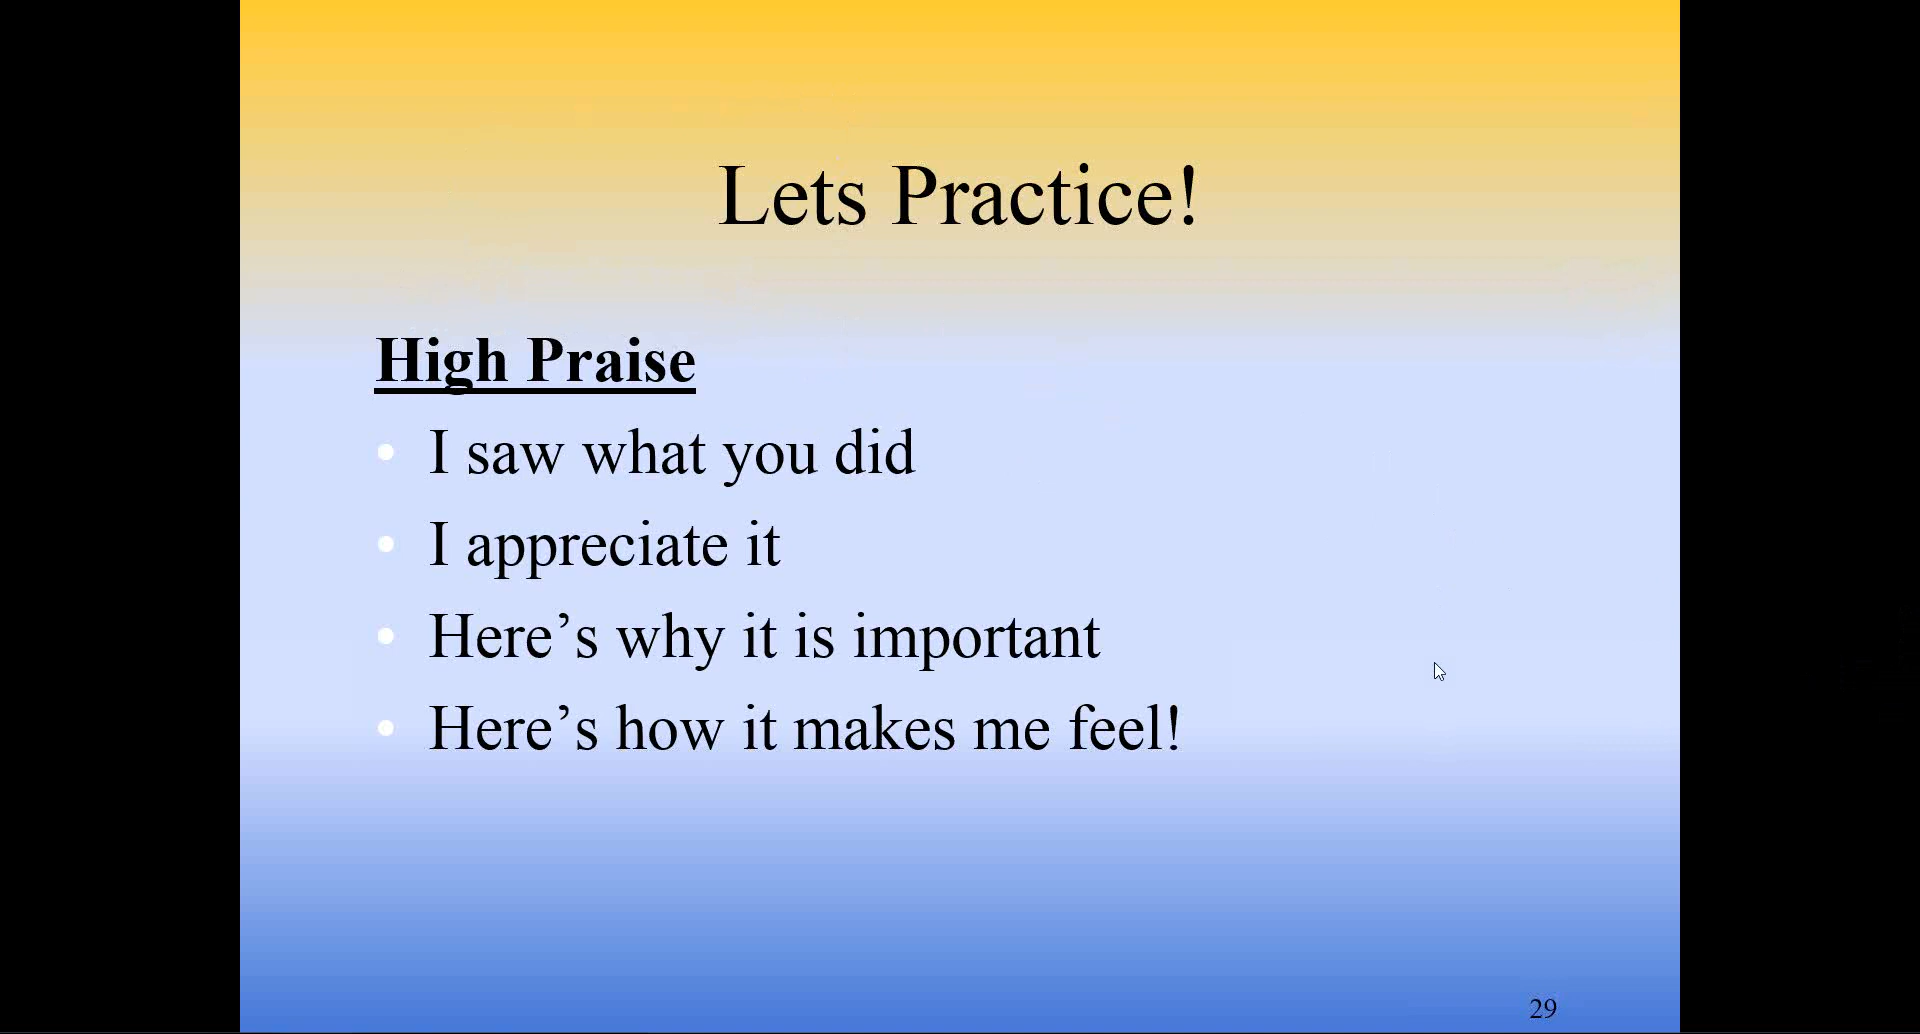 Lets Practice!
High Praise
• I saw what you did
• I appreciate it
• Here’s why it is important
• Here’s how it makes me feel!
29